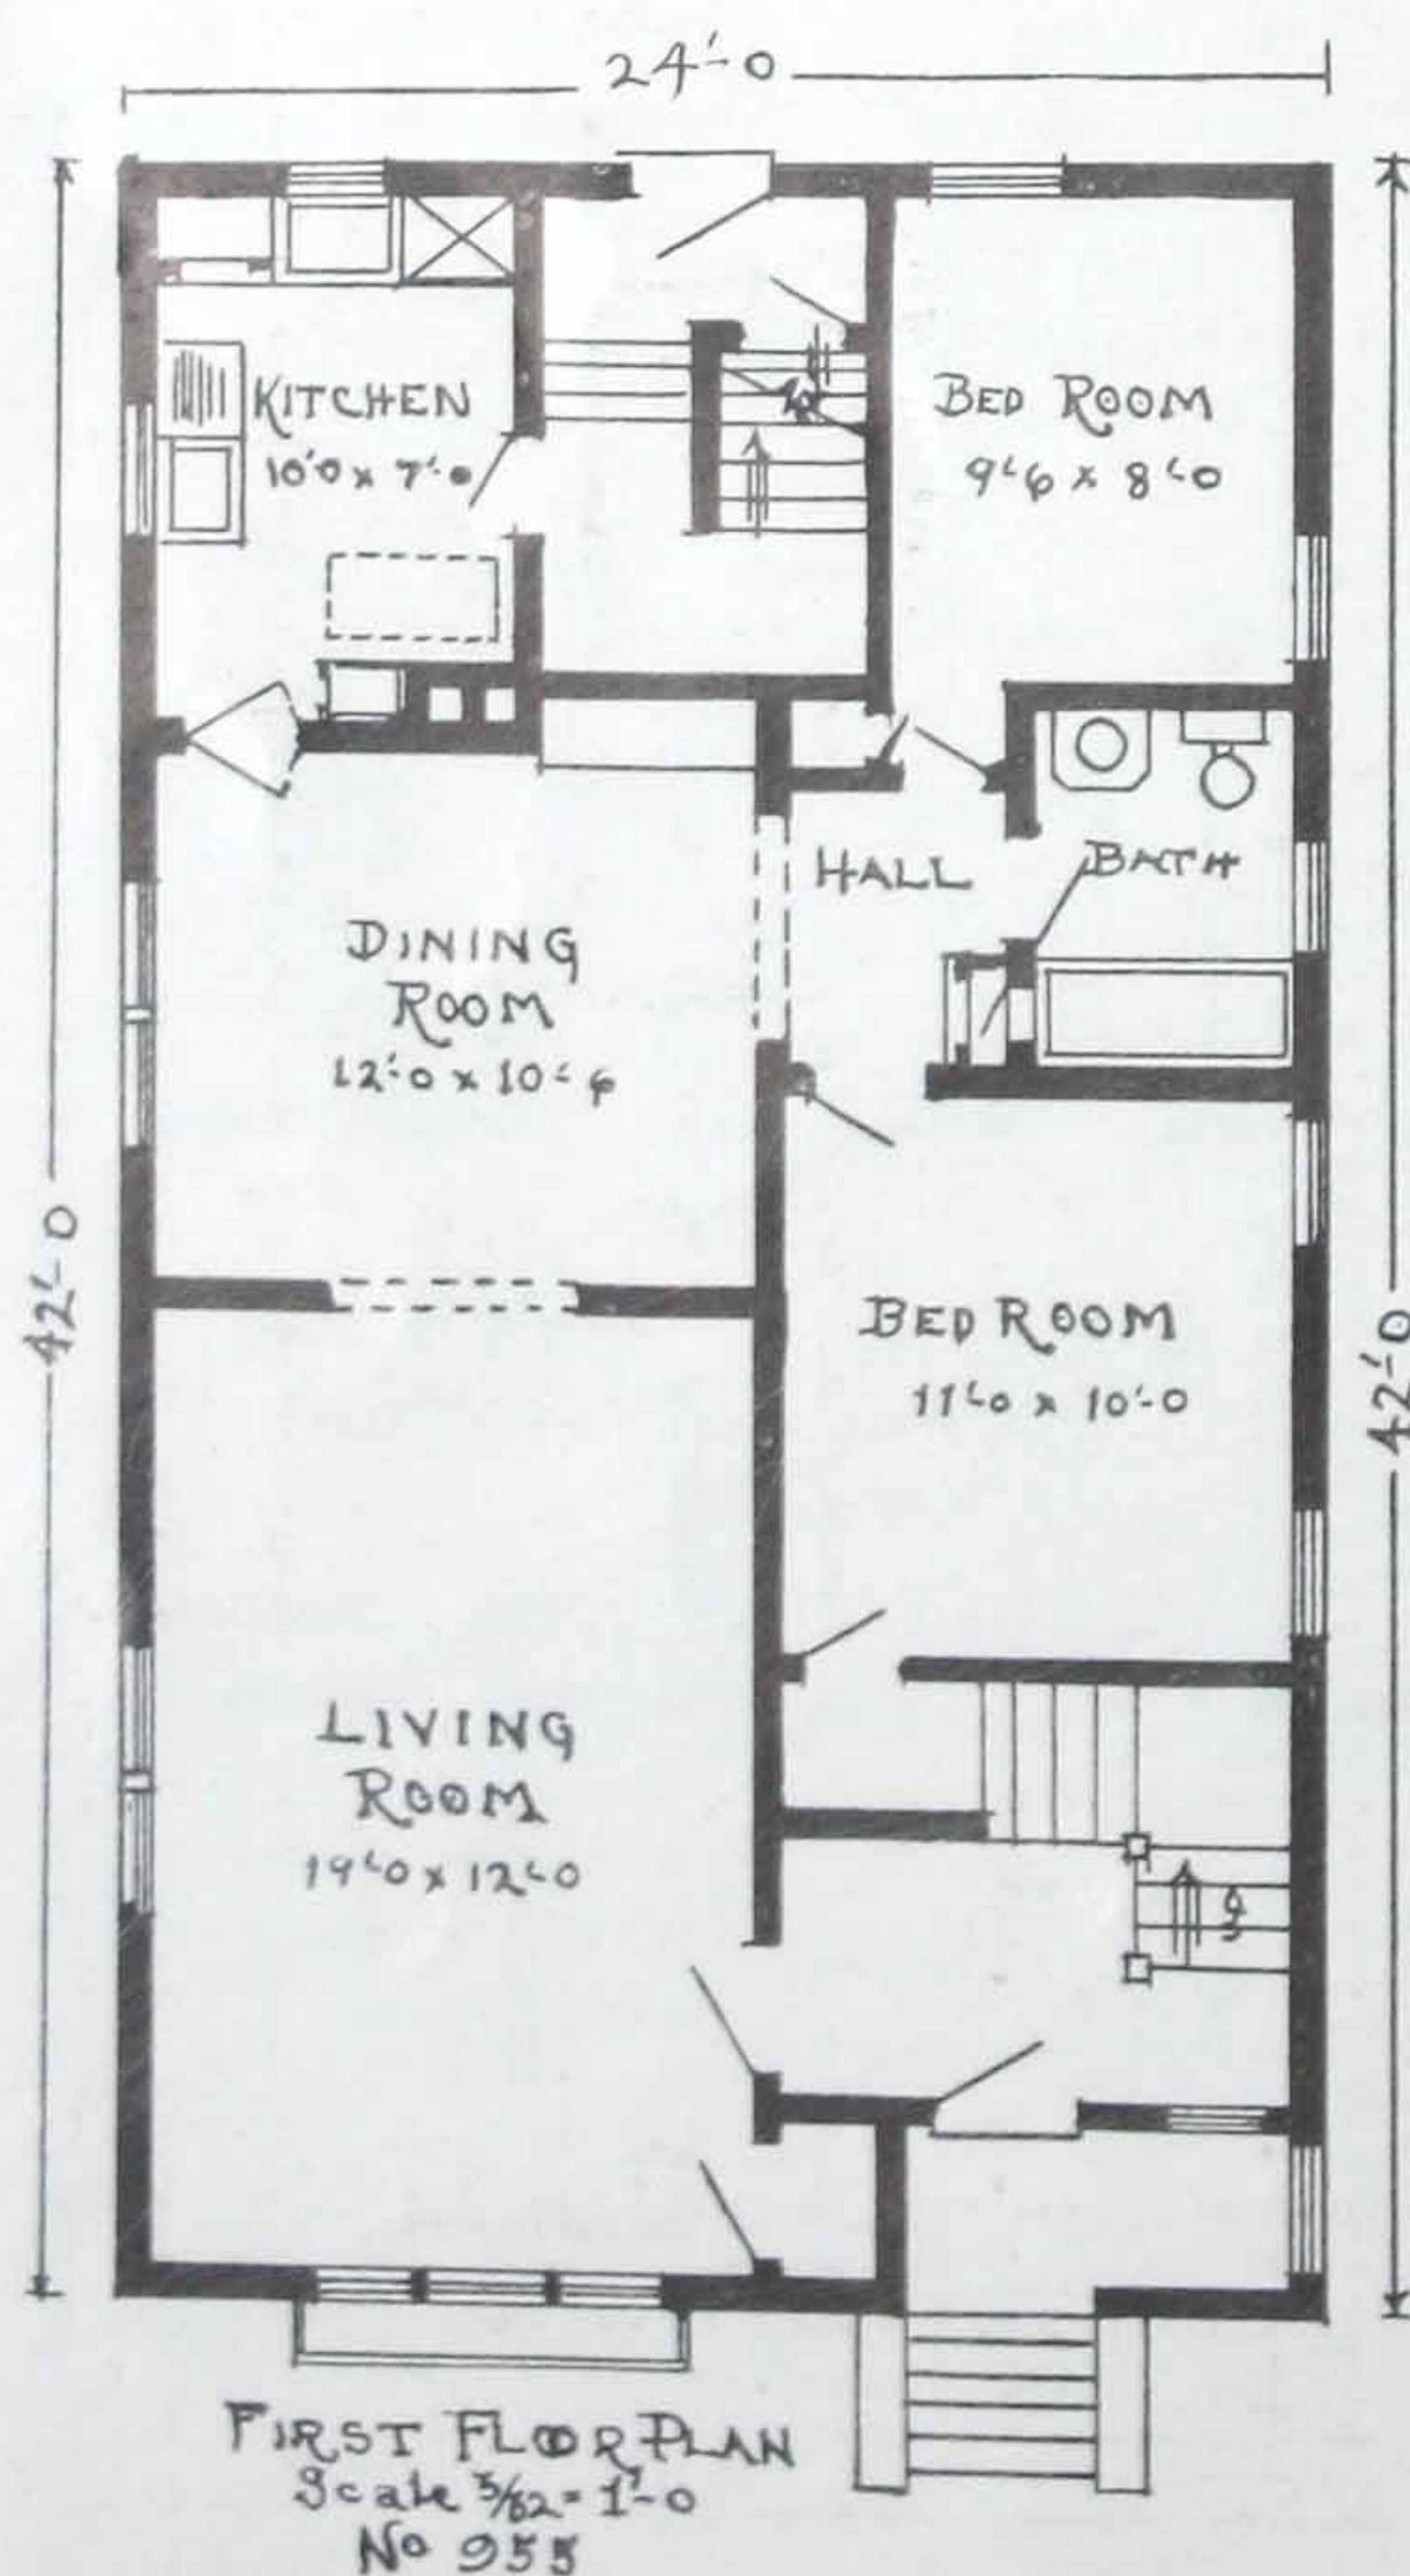 24'-0
KITCHEN
10'0 x 7'-0
BED ROOM
9'6 x 8'-0
HALL
BATH
DINING
ROOM
12'-0 x 10'-6
42'-0
42'-0
BED ROOM
11'-0 x 10'-0
LIVING
ROOM
19'-0 x 12'-0
FIRST FLOOR PLAN
Scale 3/32 = 1'-0
No 955